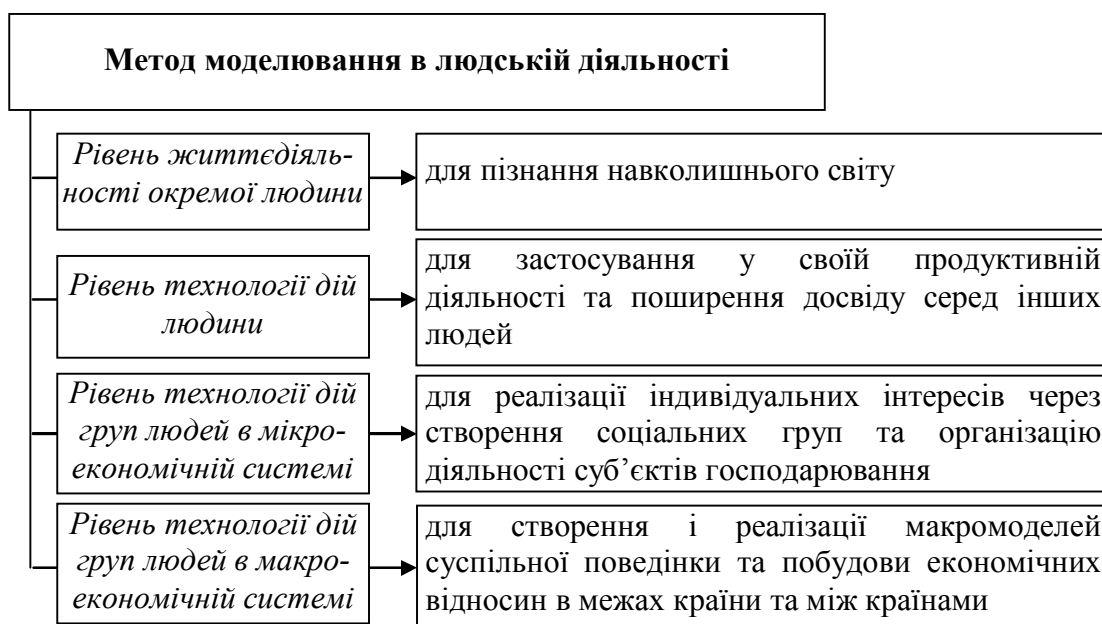 Метод моделювання в людській діяльності
Рівень життєдіяль-
ності окремої людини
для пізнання навколишнього світу
Рівень технології дій
людини
для застосування у своїй продуктивній
діяльності та поширення досвіду серед інших
людей
Рівень технології дій
груп людей в мікро-
економічній системі
для реалізації індивідуальних інтересів через
створення соціальних груп та організацію
діяльності суб’єктів господарювання
Рівень технології дій
груп людей в макро-
економічній системі
для створення і реалізації макромоделей
суспільної поведінки та побудови економічних
відносин в межах країни та між країнами